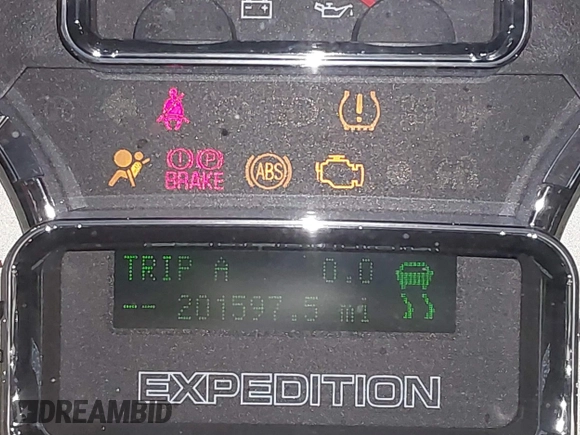 P
BRAKE
ABS
TRIP A 0.0
-- 201597.5 mi
EXPEDITION
DREAMBID